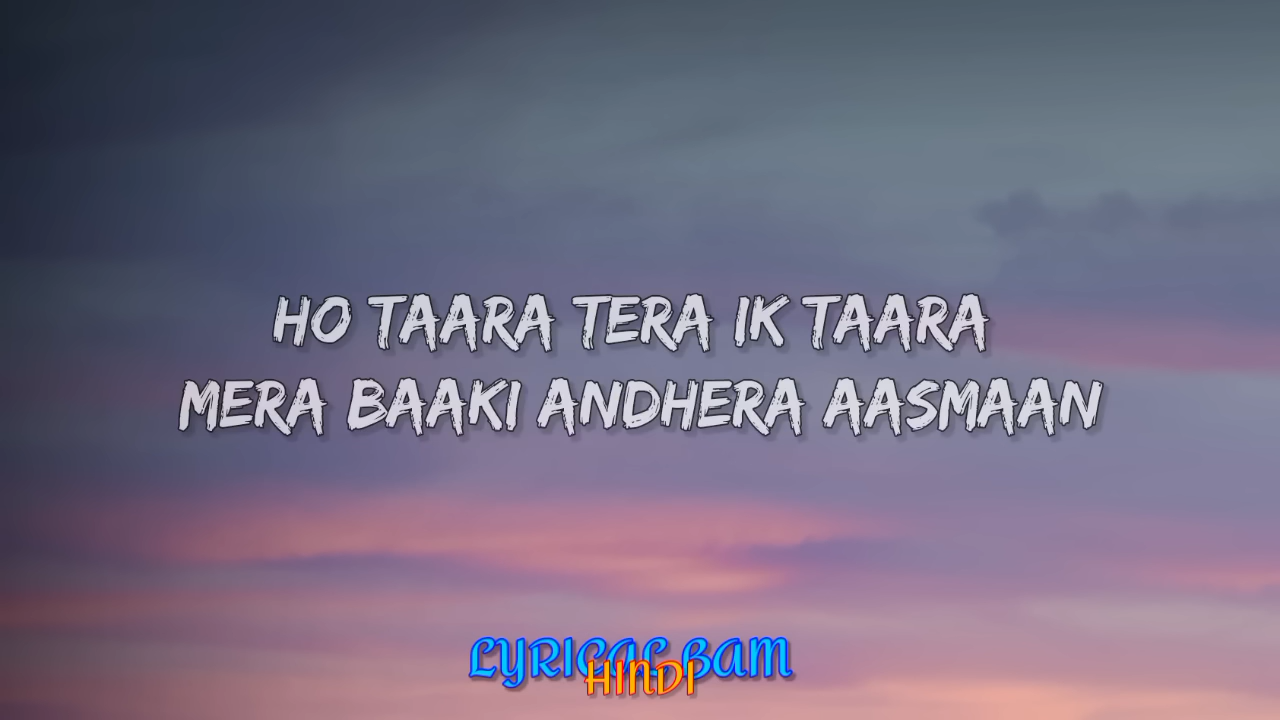 HO TAARA TERA IK TAARA
MERA BAAKI ANDHERA AASMAAN
LYRICAL BAM
HINDI